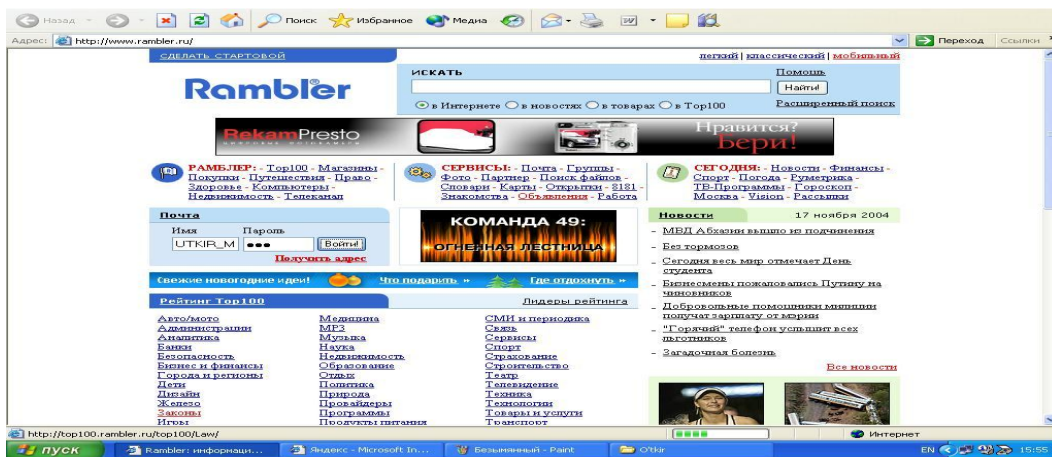 Назад Поиск Избранное Медиа
Адрес: http://www.rambler.ru/ Переход Ссылки
СДЕЛАТЬ СТАРТОВОЙ
легкий | классический | мобильный
Rambler
ИСКАТЬ
Помощь
Найти!
в Интернете в новостях в товарах в Top100
Расширенный поиск
RekamPresto
Нравится?
Бери!
РАМБЛЕР: - Top100 - Магазины -
Покупки - Путешествия - Право -
Здоровье - Компьютеры -
Недвижимость - Телеканал
СЕРВИСЫ: - Почта - Группы -
Фото - Партнер - Поиск файлов -
Словари - Карты - Открытки - 8181 -
Знакомства - Объявления - Работа
СЕГОДНЯ: - Новости - Финансы -
Спорт - Погода - Руметрика -
ТВ-Программы - Гороскоп -
Москва - Vision - Рассылки
Почта
Имя Пароль
UTKIR_M ●●● Войти!
Получить адрес
КОМАНДА 49:
ОГНЕННАЯ ЛЕСТНИЦА
Новости 17 ноября 2004
- МВД Абхазии вышло из подчинения
- Без тормозов
- Сегодня весь мир отмечает День
студента
- Бизнесмены пожаловались Путину на
чиновников
- Добровольные помощники милиции
получат зарплату от мэрии
- "Горячий" телефон услышит всех
льготников
- Загадочная болезнь
Все новости
Свежие новогодние идеи! Что подарить » Где отдохнуть »
Рейтинг Top100 Лидеры рейтинга
Авто/мото
Администрации
Аналитика
Банки
Безопасность
Бизнес и финансы
Города и регионы
Дети
Дизайн
Железо
Законы
Игры
Медицина
MP3
Музыка
Наука
Недвижимость
Образование
Отдых
Политика
Природа
Провайдеры
Программы
Продукты питания
СМИ и периодика
Связь
Сервисы
Спорт
Страхование
Строительство
Театр
Телевидение
Техника
Технологии
Товары и услуги
Транспорт
http://top100.rambler.ru/top100/Law/ Интернет
пуск Rambler: информаци... Яндекс - Microsoft In... Безымянный - Paint O'tkir EN 15:55